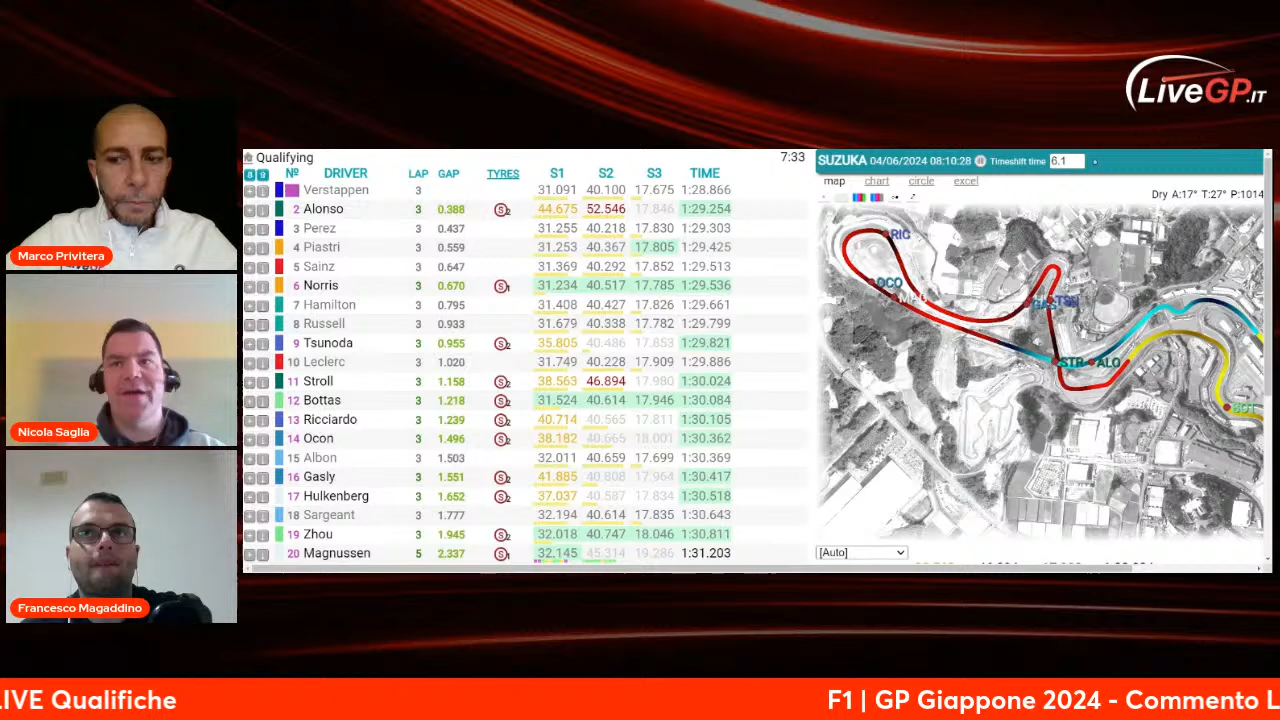 LiveGP.IT
Marco Privitera
Nicola Saglia
Francesco Magaddino
Qualifying 7:33
Nº DRIVER LAP GAP TYRES S1 S2 S3 TIME
Verstappen 3 31.091 40.100 17.675 1:28.866
2 Alonso 3 0.388 S2 44.675 52.546 17.846 1:29.254
3 Perez 3 0.437 31.255 40.218 17.830 1:29.303
4 Piastri 3 0.559 31.253 40.367 17.805 1:29.425
5 Sainz 3 0.647 31.369 40.292 17.852 1:29.513
6 Norris 3 0.670 S1 31.234 40.517 17.785 1:29.536
7 Hamilton 3 0.795 31.408 40.427 17.826 1:29.661
8 Russell 3 0.933 31.679 40.338 17.782 1:29.799
9 Tsunoda 3 0.955 S2 35.805 40.486 17.853 1:29.821
10 Leclerc 3 1.020 31.749 40.228 17.909 1:29.886
11 Stroll 3 1.158 S2 38.563 46.894 17.980 1:30.024
12 Bottas 3 1.218 S2 31.524 40.614 17.946 1:30.084
13 Ricciardo 3 1.239 S2 40.714 40.565 17.811 1:30.105
14 Ocon 3 1.496 S2 38.182 40.665 18.001 1:30.362
15 Albon 3 1.503 32.011 40.659 17.699 1:30.369
16 Gasly 3 1.551 S2 41.885 40.808 17.964 1:30.417
17 Hulkenberg 3 1.652 S2 37.037 40.587 17.834 1:30.518
18 Sargeant 3 1.777 32.194 40.614 17.835 1:30.643
19 Zhou 3 1.945 S2 32.018 40.747 18.046 1:30.811
20 Magnussen 5 2.337 S1 32.145 45.314 19.286 1:31.203
SUZUKA 04/06/2024 08:10:28 Timeshift time 6.1
map chart circle excel
Dry A:17° T:27° P:1014
RIC
OCO
MAG
GAS TSU
STR ALO
BOT
[Auto]
LIVE Qualifiche
F1 | GP Giappone 2024 - Commento L